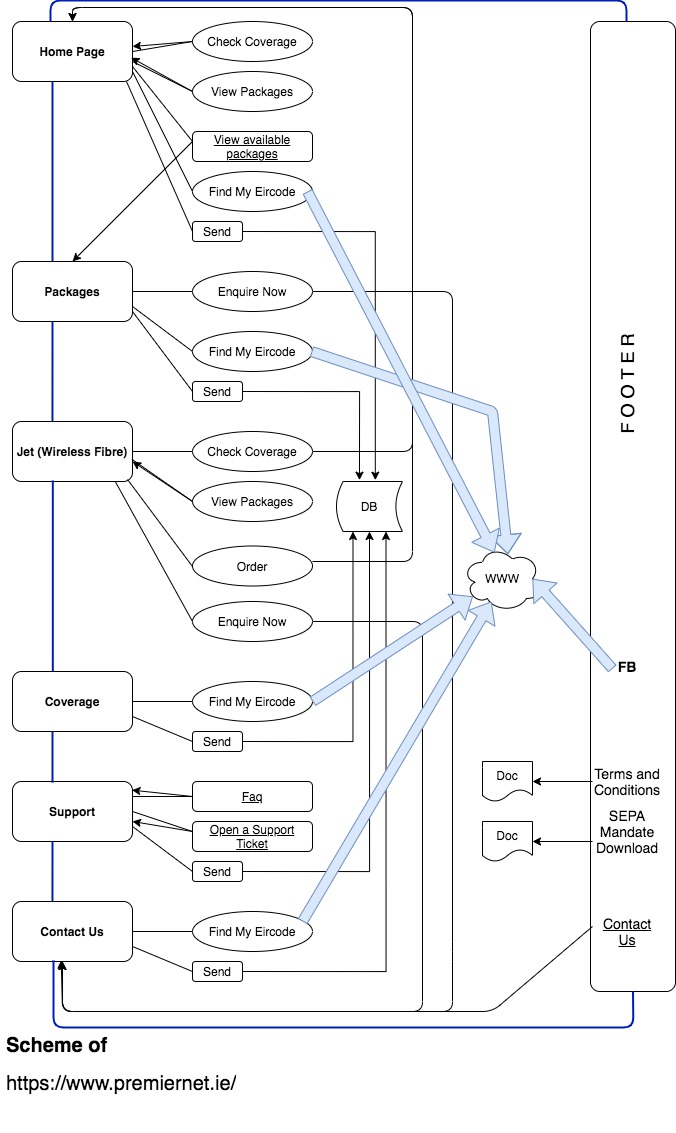 Home Page
Check Coverage
View Packages
View available
packages
Find My Eircode
Send
Packages
Enquire Now
Find My Eircode
Send
Jet (Wireless Fibre)
Check Coverage
View Packages
DB
Order
Enquire Now
WWW
FOOTER
FB
Coverage
Find My Eircode
Send
Doc
Terms and
Conditions
Support
Faq
Open a Support
Ticket
Send
Doc
SEPA
Mandate
Download
Contact Us
Find My Eircode
Send
Contact
Us
Scheme of
https://www.premiernet.ie/